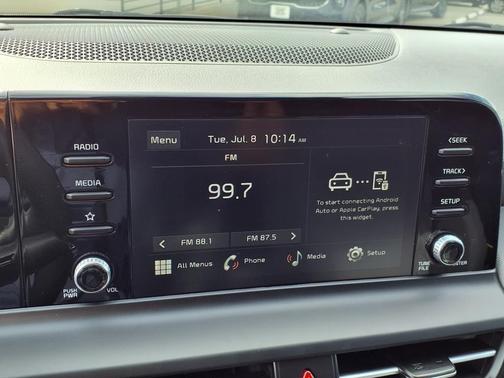 Menu
Tue, Jul. 8 10:14 AM
FM
99.7
FM 88.1
FM 87.5
To start connecting Android
Auto or Apple CarPlay, press
this widget.
All Menus
Phone
Media
Setup
RADIO
MEDIA
PUSH
PWR
VOL
<SEEK
TRACK>
SETUP
TUNE
FILE
ENTER